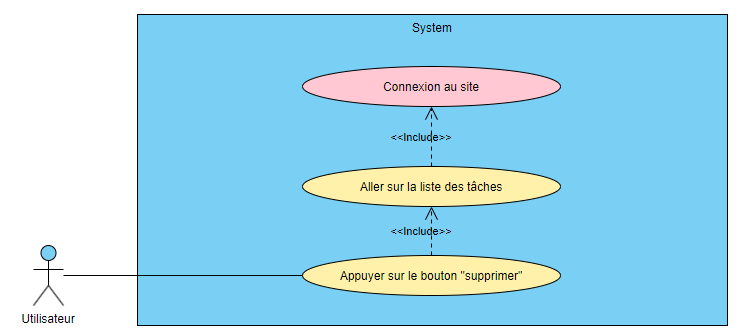 System
Connexion au site
<<Include>>
Aller sur la liste des tâches
<<Include>>
Appuyer sur le bouton "supprimer"
Utilisateur